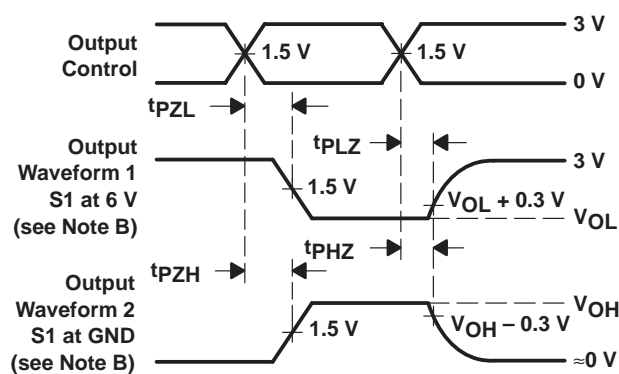 Output
Control
1.5 V
1.5 V
3 V
0 V
tPZL
Output
Waveform 1
S1 at 6 V
(see Note B)
tPLZ
1.5 V
3 V
VOL + 0.3 V
VOL
tPZH
tPHZ
Output
Waveform 2
S1 at GND
(see Note B)
1.5 V
VOH
VOH – 0.3 V
≈0 V